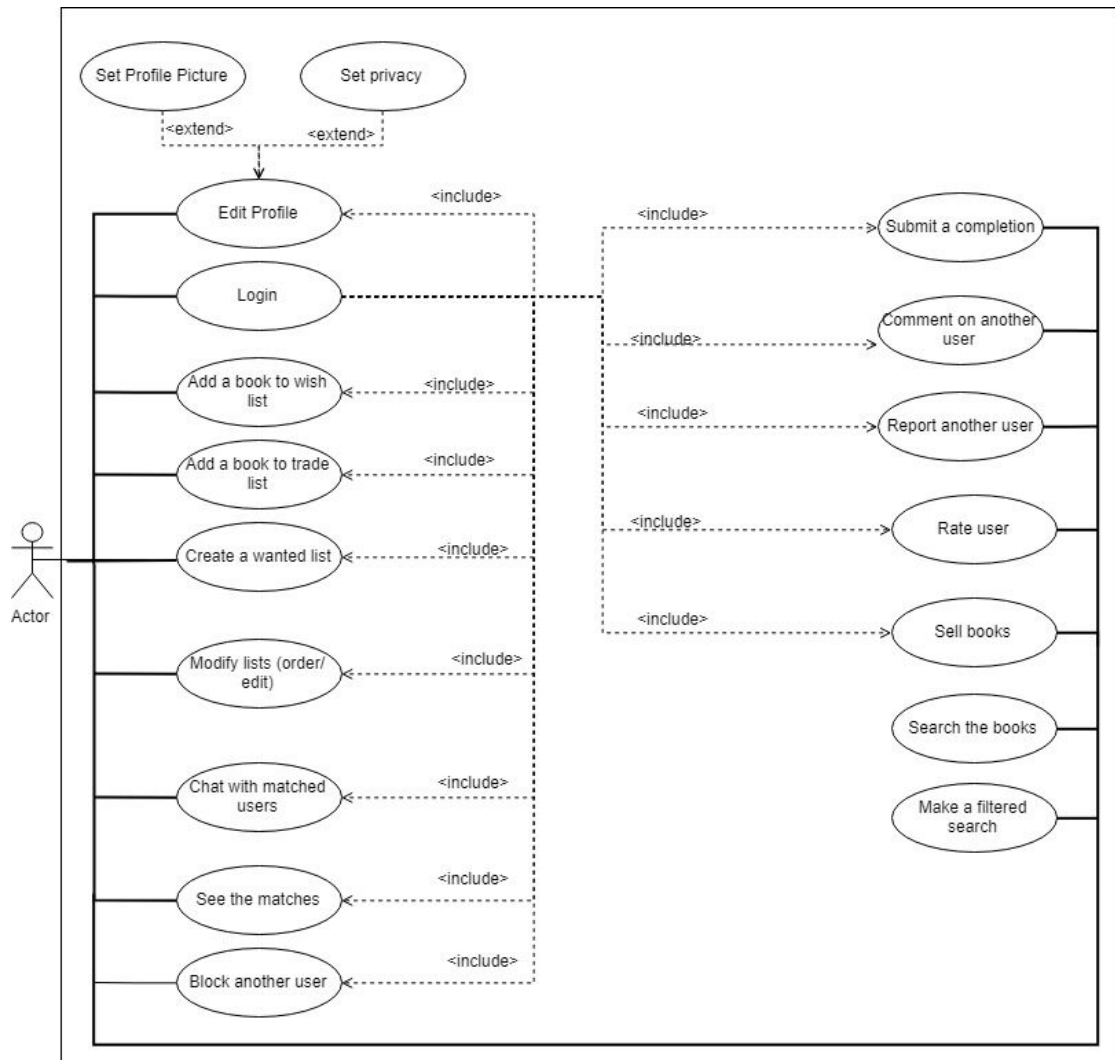 Set Profile Picture
Set privacy
<extend>
<extend>
Edit Profile
<include>
<include>
Submit a completion
Login
Comment on another
user
<include>
Add a book to wish
list
<include>
<include>
Report another user
Add a book to trade
list
<include>
<include>
Rate user
Actor
Create a wanted list
<include>
<include>
Sell books
Modify lists (order/
edit)
<include>
Search the books
Chat with matched
users
<include>
Make a filtered
search
See the matches
<include>
Block another user
<include>